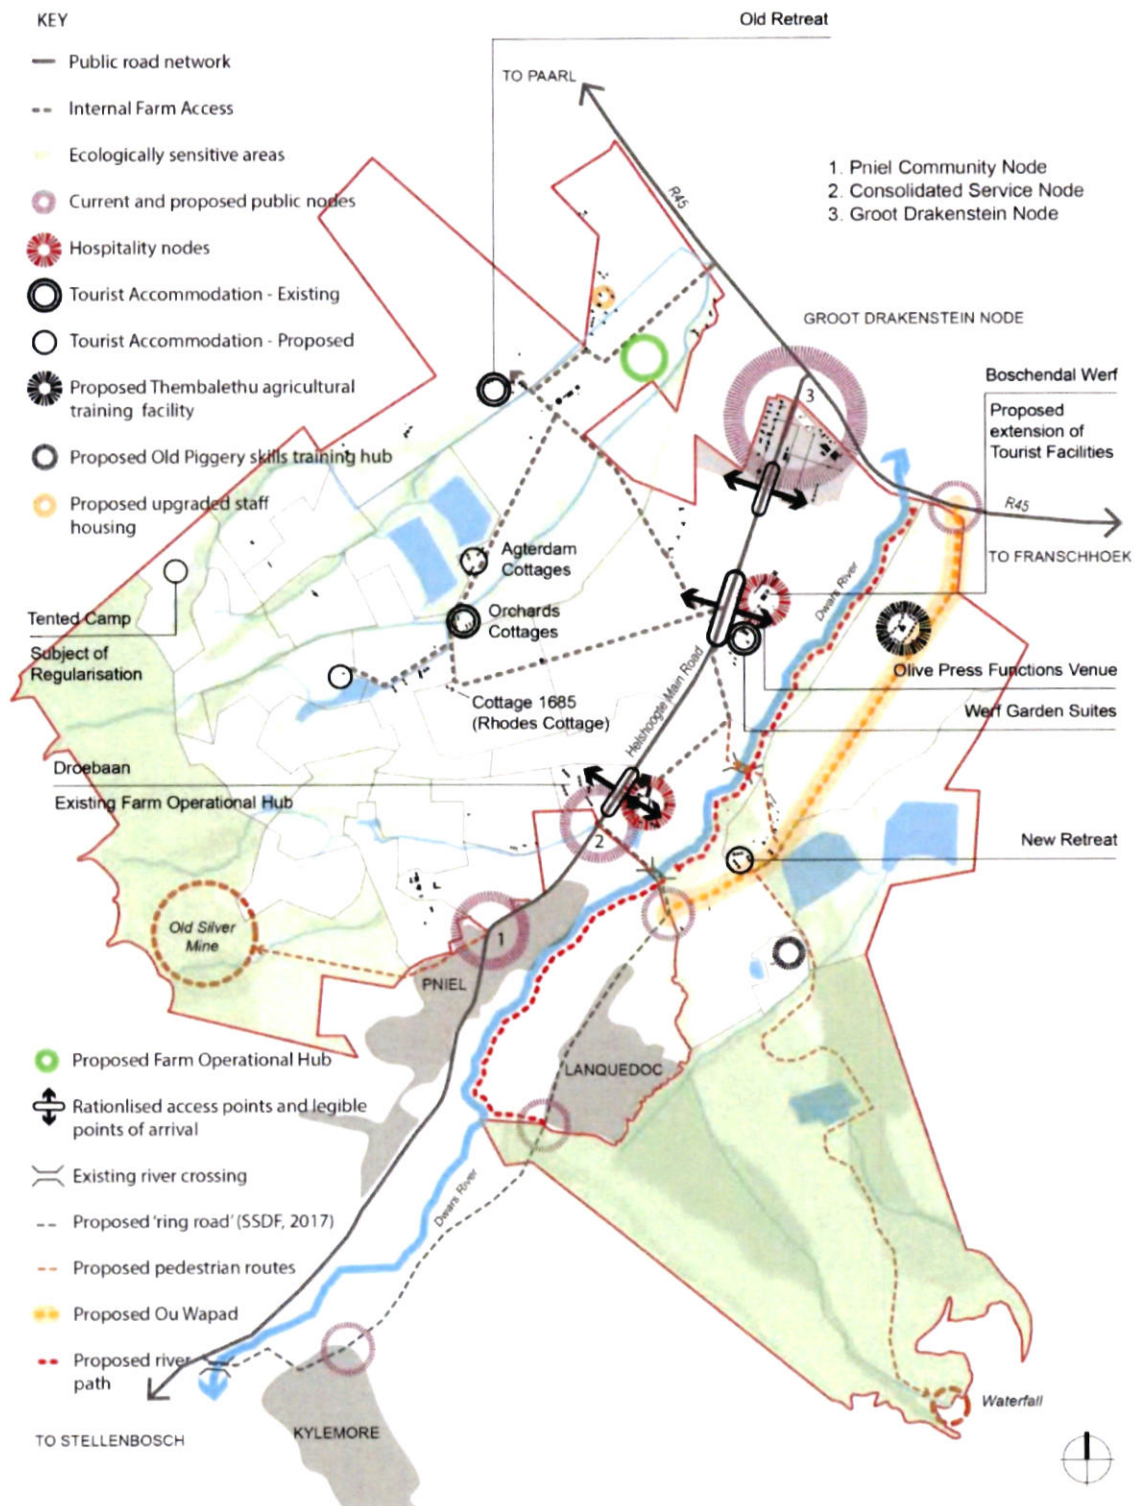 KEY
Public road network
Internal Farm Access
Ecologically sensitive areas
Current and proposed public nodes
Hospitality nodes
Tourist Accommodation - Existing
Tourist Accommodation - Proposed
Proposed Thembalethu agricultural
training facility
Proposed Old Piggery skills training hub
Proposed upgraded staff
housing
Old Retreat
TO PAARL
R45
1. Pniel Community Node
2. Consolidated Service Node
3. Groot Drakenstein Node
GROOT DRAKENSTEIN NODE
3
Boschendal Werf
Proposed
extension of
Tourist Facilities
R45
TO FRANSCHHOEK
Agterdam
Cottages
Orchards
Cottages
Dwars River
Tented Camp
Subject of
Regularisation
Cottage 1685
(Rhodes Cottage)
Helshoogte Main Road
Olive Press Functions Venue
Werf Garden Suites
Droebaan
Existing Farm Operational Hub
2
New Retreat
Old Silver
Mine
1
PNIEL
LANQUEDOC
Proposed Farm Operational Hub
Rationlised access points and legible
points of arrival
Existing river crossing
Proposed 'ring road' (SSDF, 2017)
Proposed pedestrian routes
Proposed Ou Wapad
Proposed river
path
Dwars River
TO STELLENBOSCH
KYLEMORE
Waterfall